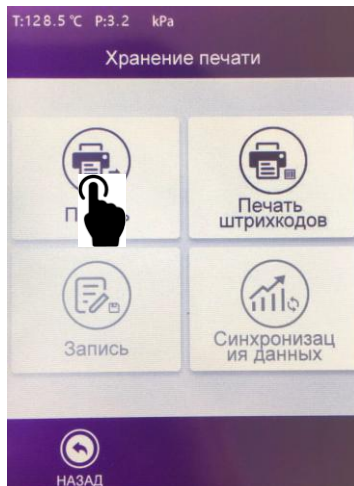 T:128.5℃ P:3.2 kPa
Хранение печати
Печать
штрихкодов
Запись
Синхронизац
ия данных
НАЗАД